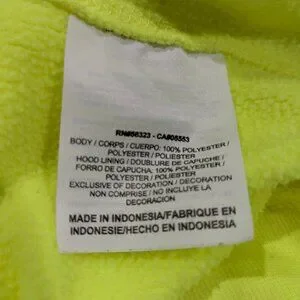 RN#56323 - CA#05553
BODY / CORPS / CUERPO: 100% POLYESTER /
POLYESTER / POLIÉSTER
HOOD LINING / DOUBLURE DE CAPUCHE /
FORRO DE CAPUCHA: 100% POLYESTER /
POLYESTER / POLIÉSTER
EXCLUSIVE OF DECORATION / DECORATION
NON COMPRISE / NO INCLUYE LA
DECORACION
MADE IN INDONESIA/FABRIQUE EN
INDONESIE/HECHO EN INDONESIA